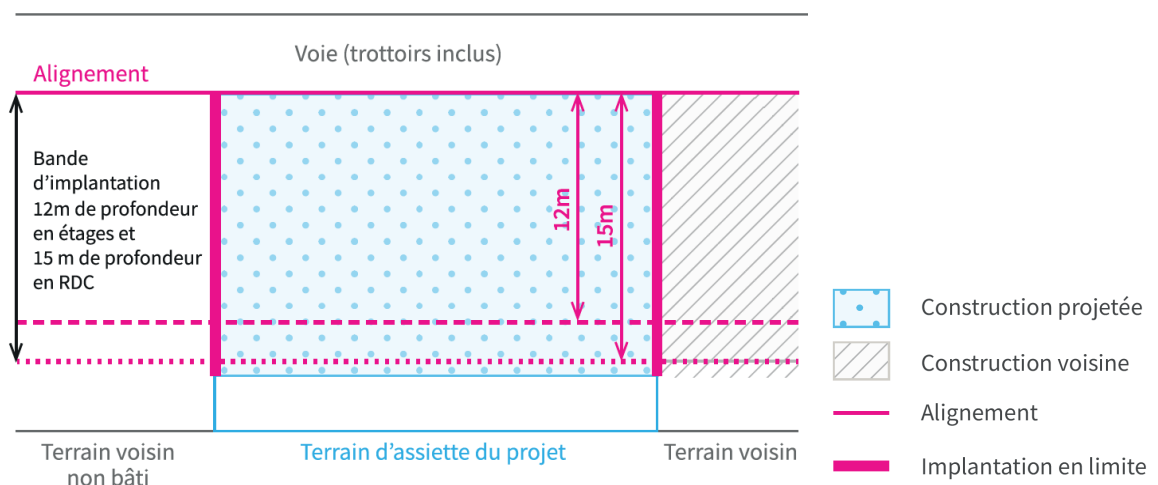 Voie (trottoirs inclus)
Alignement
Bande
d’implantation
12m de profondeur
en étages et
15 m de profondeur
en RDC
12m
15m
Construction projetée
Construction voisine
Alignement
Implantation en limite
Terrain voisin
non bâti
Terrain d’assiette du projet
Terrain voisin